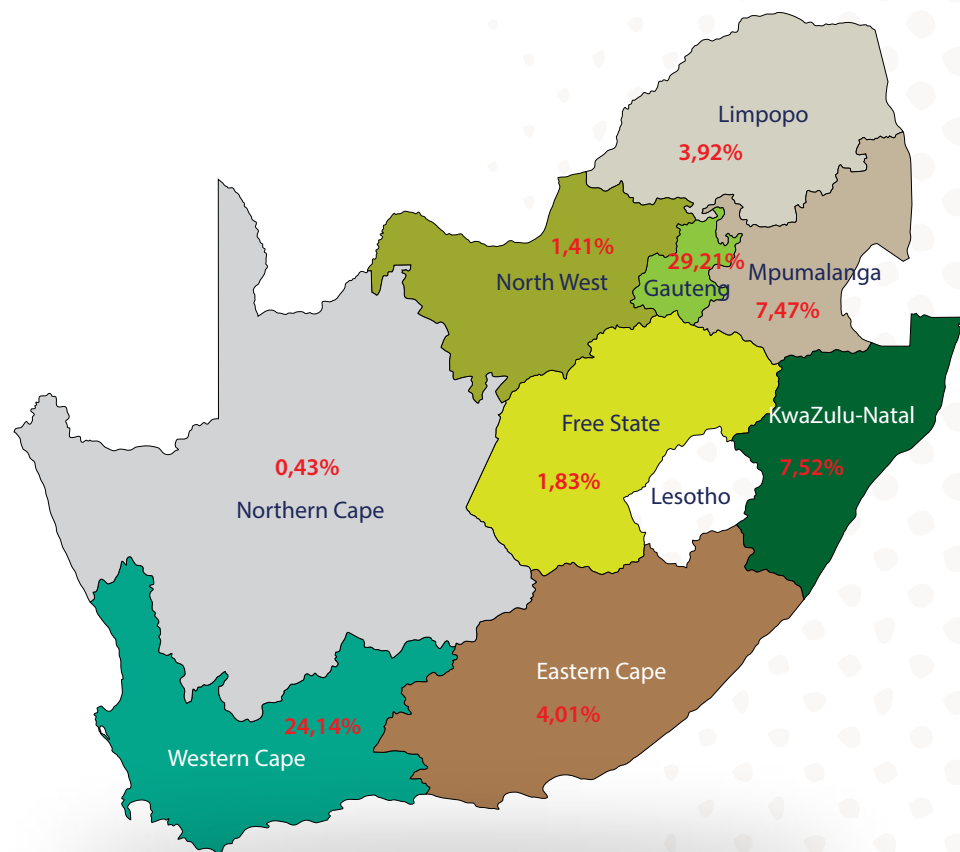 Limpopo
3,92%
1,41%
North West
29,21%
Gauteng
Mpumalanga
7,47%
Free State
1,83%
KwaZulu-Natal
7,52%
Lesotho
0,43%
Northern Cape
Eastern Cape
4,01%
24,14%
Western Cape